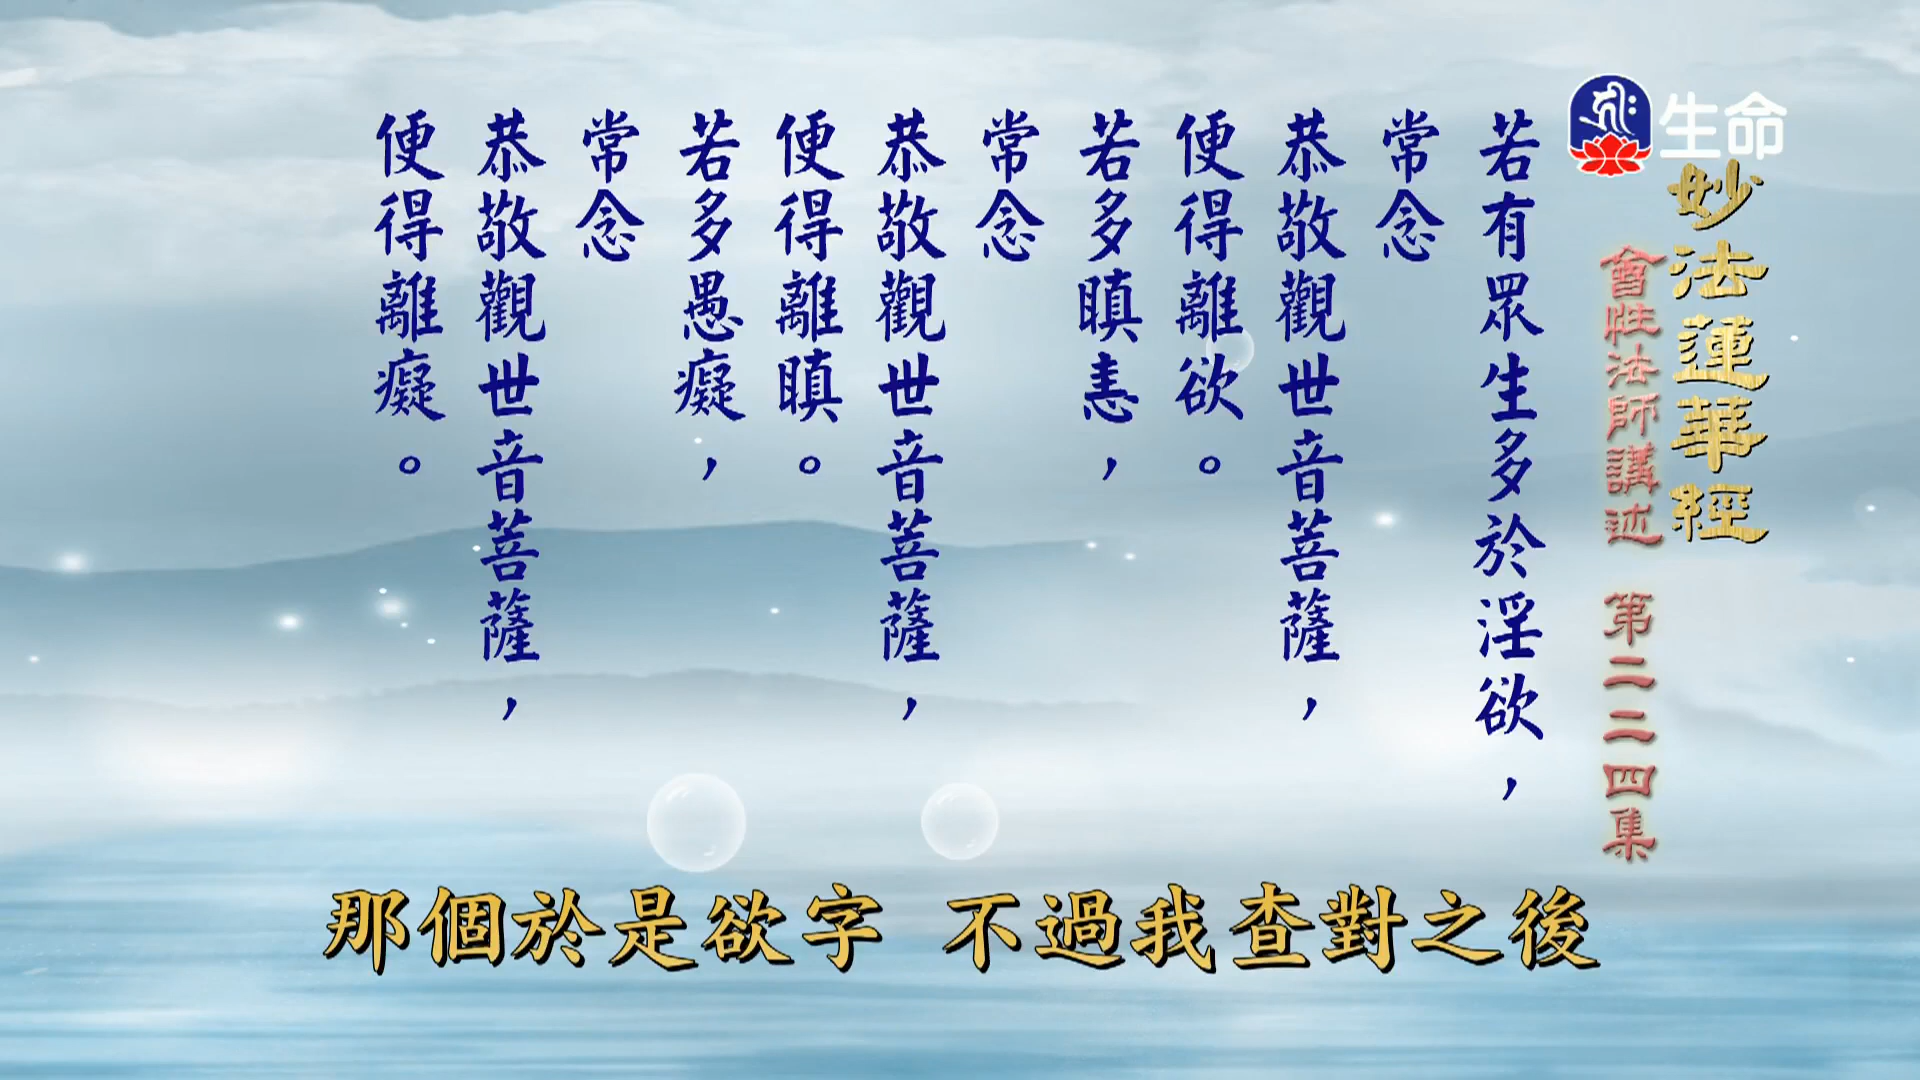 生命
妙法蓮華經
會性法師講述 第二二四集
若有眾生多於淫欲，
常念
恭敬觀世音菩薩，
便得離欲。
若多瞋恚，
常念
恭敬觀世音菩薩，
便得離瞋。
若多愚癡，
常念
恭敬觀世音菩薩，
便得離癡。
那個於是欲字 不過我查對之後